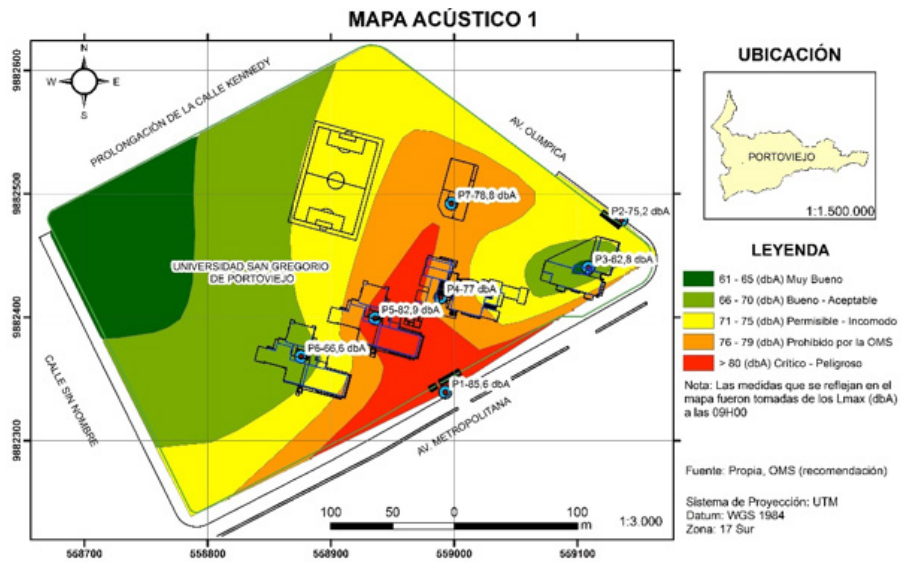 MAPA ACÚSTICO 1
N
W E
S
PROLONGACIÓN DE LA CALLE KENNEDY
AV. OLIMPICA
P7-78,8 dbA
P2-75,2 dbA
P3-62,8 dbA
UNIVERSIDAD SAN GREGORIO
DE PORTOVIEJO
P4-77 dbA
P5-82,9 dbA
P6-66,6 dbA
P1-85,6 dbA
CALLE SIN NOMBRE
AV. METROPOLITANA
100 50 0 100
m
1:3.000
9882600
9882500
9882400
9882300
568700 568800 568900 569000 569100
UBICACIÓN
PORTOVIEJO
1:1.500.000
LEYENDA
61 - 65 (dbA) Muy Bueno
66 - 70 (dbA) Bueno - Aceptable
71 - 75 (dbA) Permisible - Incomodo
76 - 79 (dbA) Prohibido por la OMS
> 80 (dbA) Crítico - Peligroso
Nota: Las medidas que se reflejan en el
mapa fueron tomadas de los Lmax (dbA)
a las 09H00
Fuente: Propia, OMS (recomendación)
Sistema de Proyección: UTM
Datum: WGS 1984
Zona: 17 Sur